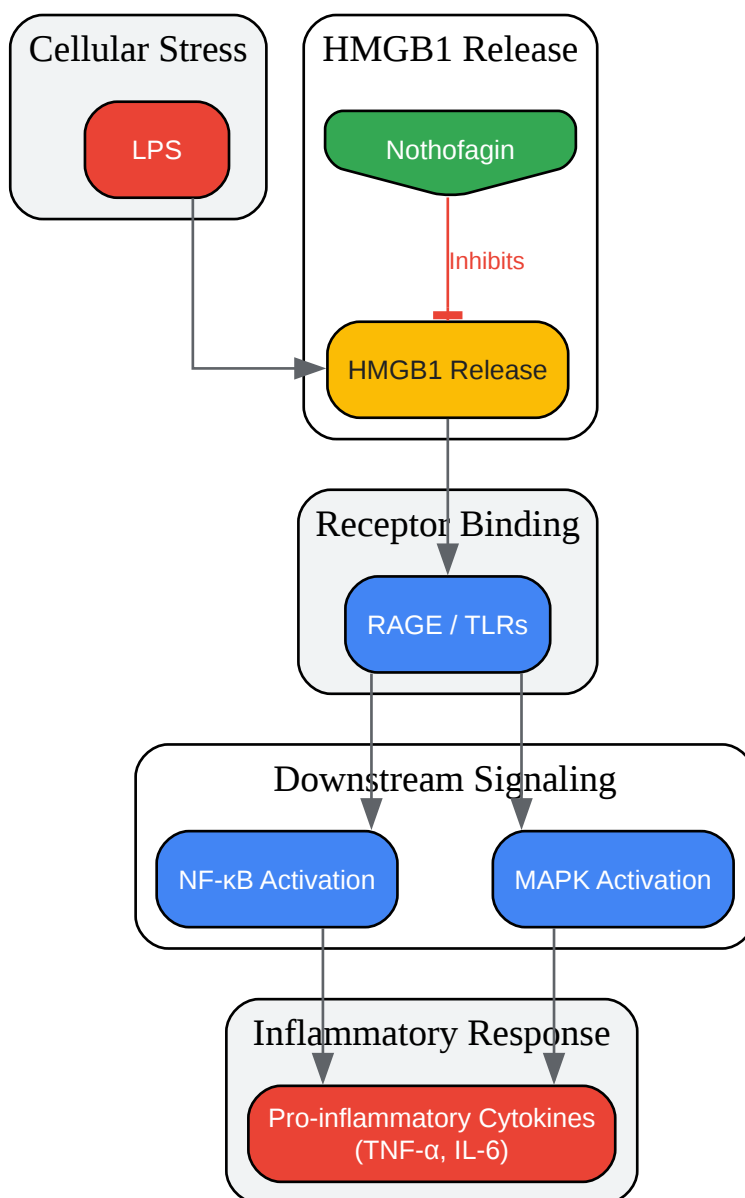 Cellular Stress
LPS
HMGB1 Release
Nothofagin
Inhibits
HMGB1 Release
Receptor Binding
RAGE / TLRs
Downstream Signaling
NF-κB Activation
MAPK Activation
Inflammatory Response
Pro-inflammatory Cytokines
(TNF-α, IL-6)